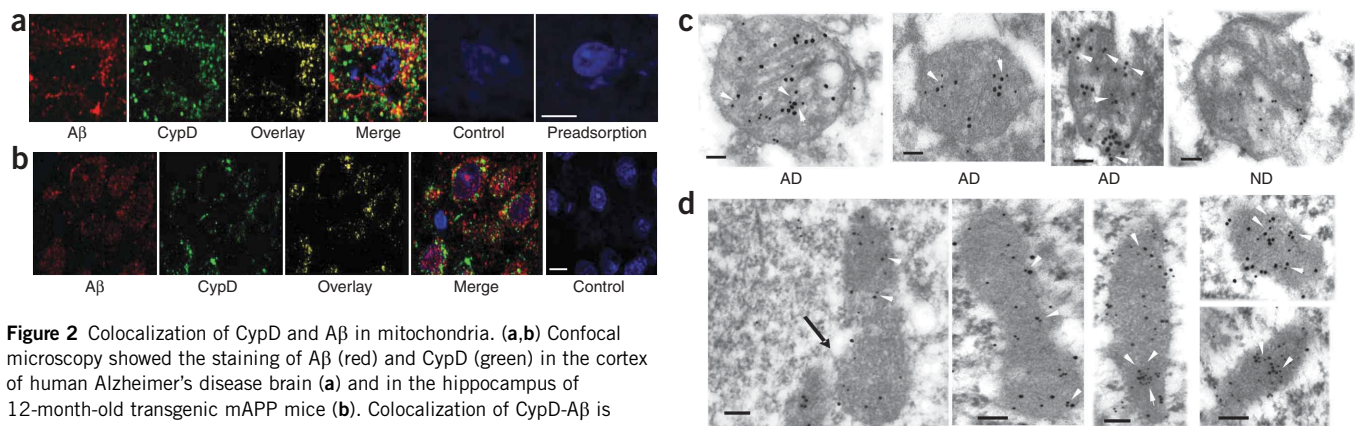 a
Aβ CypD Overlay Merge Control Preadsorption
b
Aβ CypD Overlay Merge Control
Figure 2 Colocalization of CypD and Aβ in mitochondria. (a,b) Confocal
microscopy showed the staining of Aβ (red) and CypD (green) in the cortex
of human Alzheimer's disease brain (a) and in the hippocampus of
12-month-old transgenic mAPP mice (b). Colocalization of CypD-Aβ is
c
AD AD AD ND
d